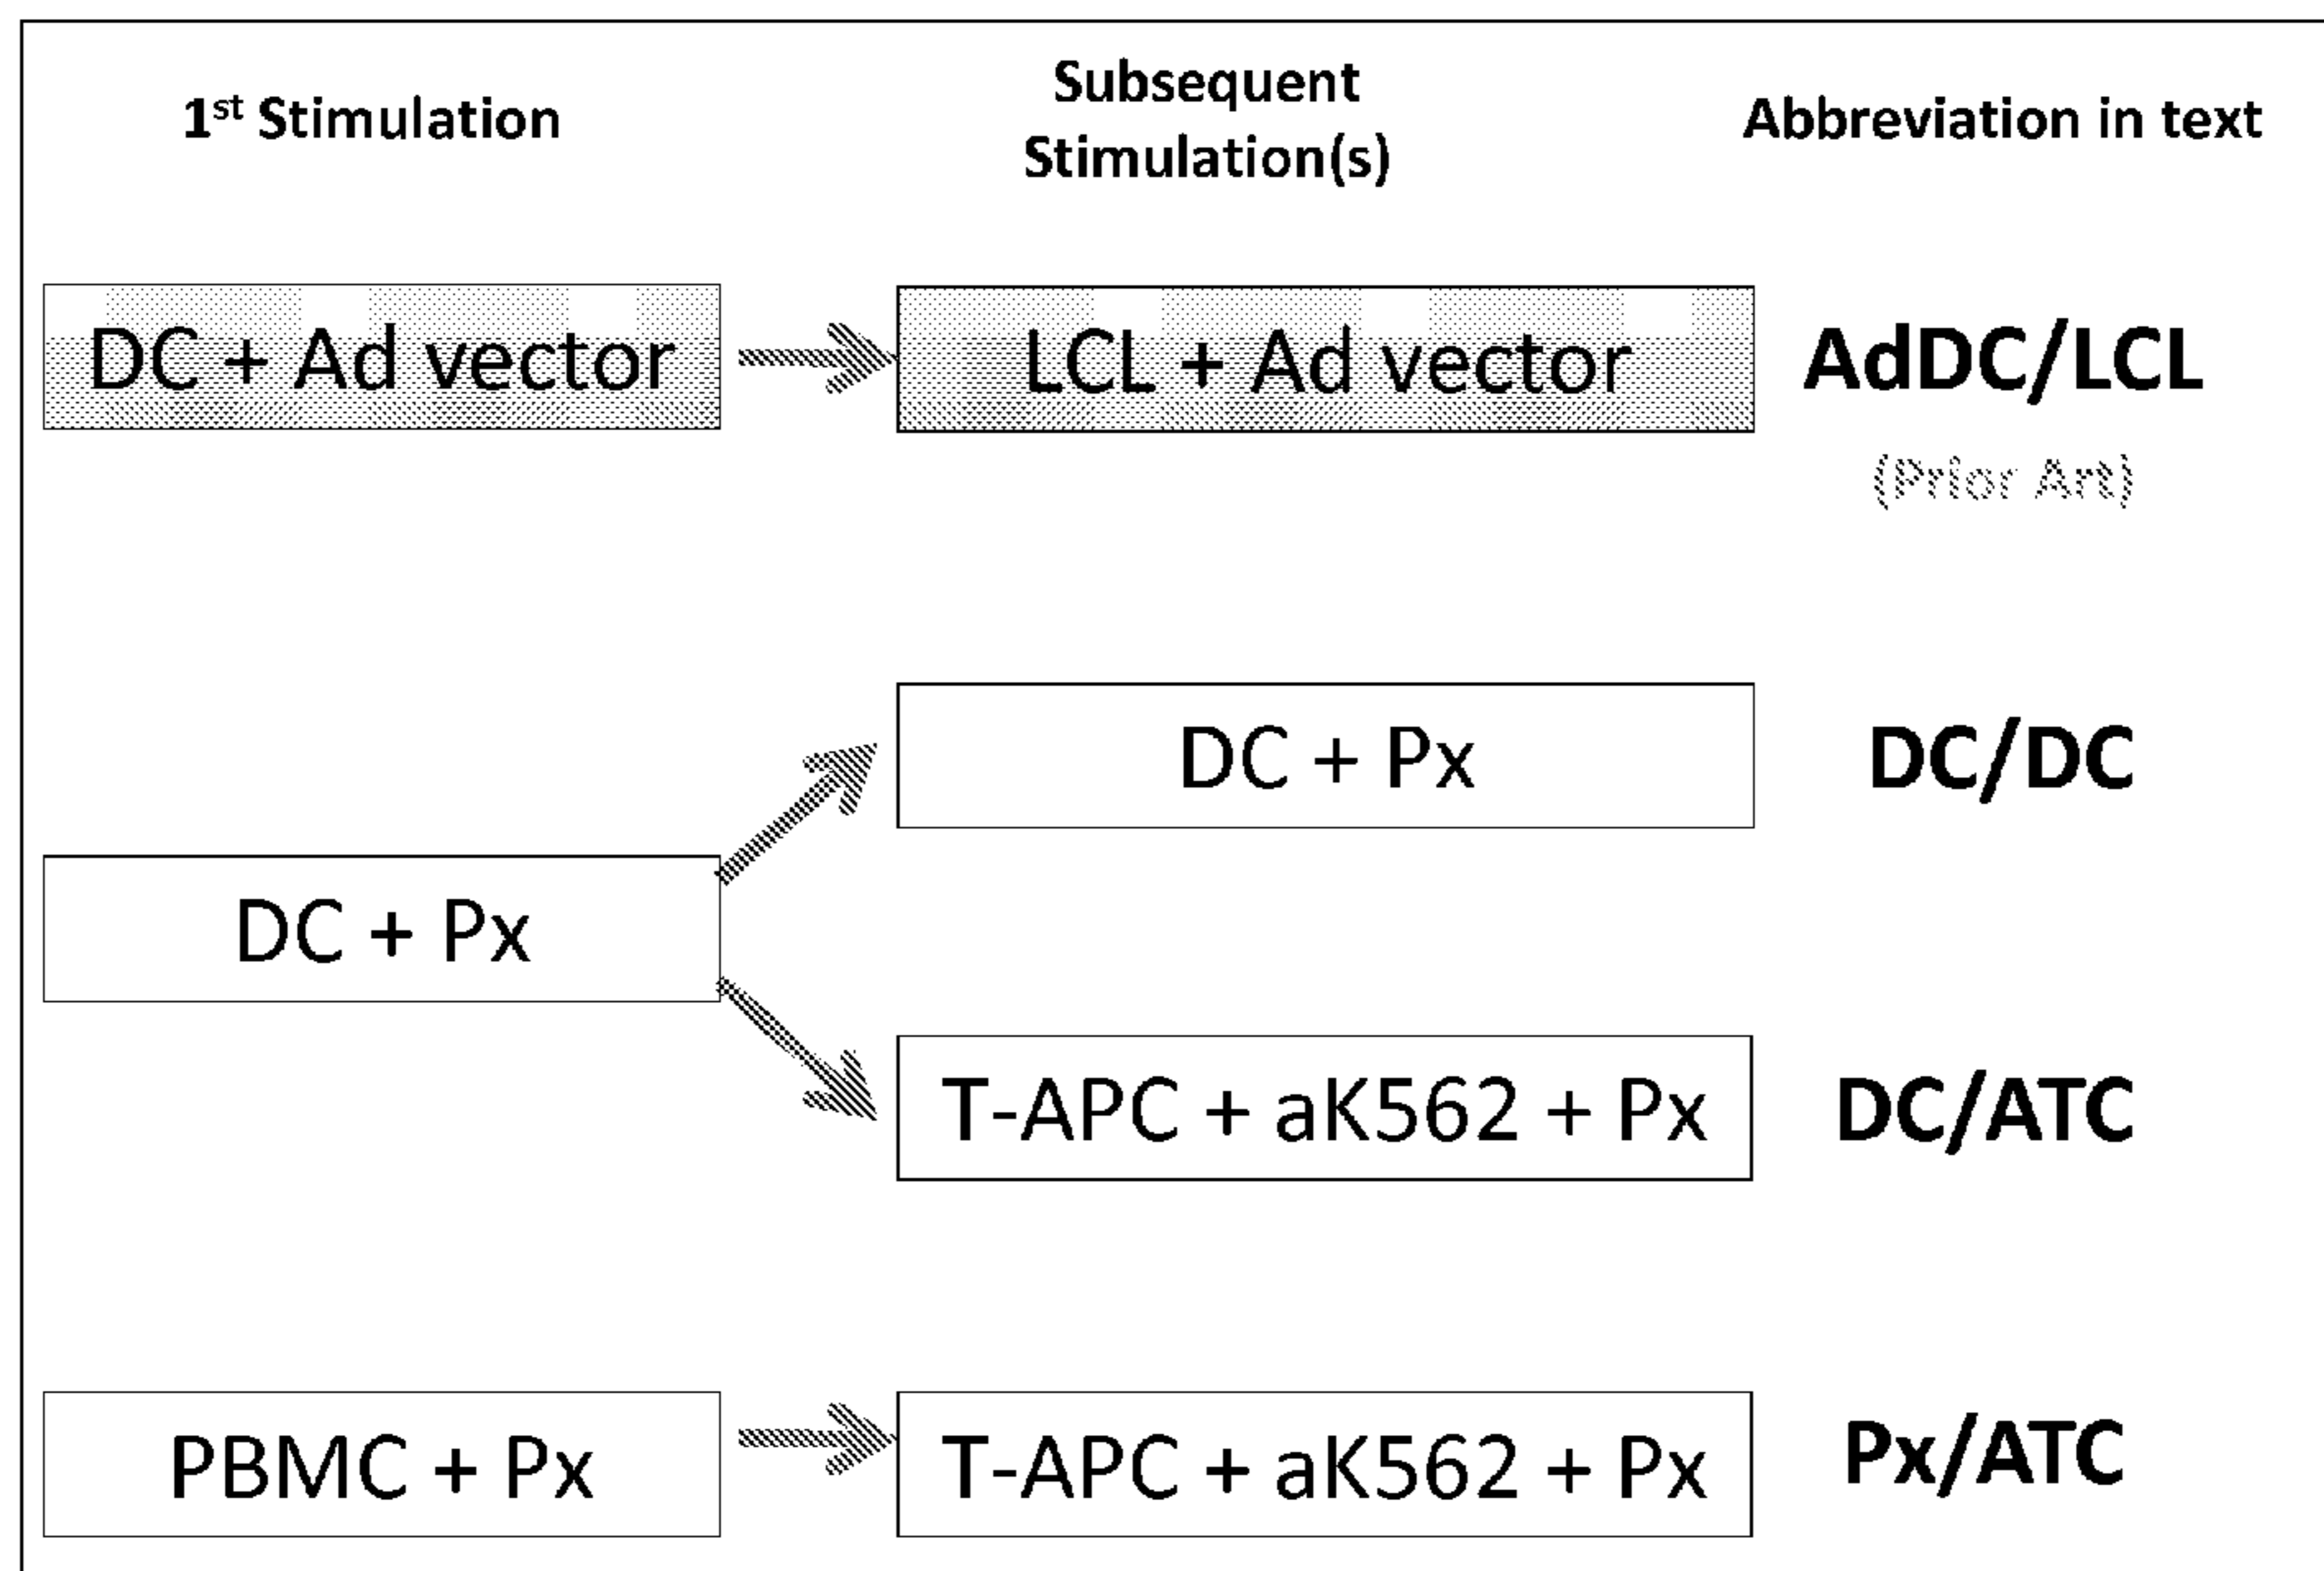 1st Stimulation
Subsequent
Stimulation(s)
Abbreviation in text
DC + Ad vector
LCL + Ad vector
AdDC/LCL
(Prior Art)
DC + Px
DC/DC
DC + Px
T-APC + aK562 + Px
DC/ATC
PBMC + Px
T-APC + aK562 + Px
Px/ATC